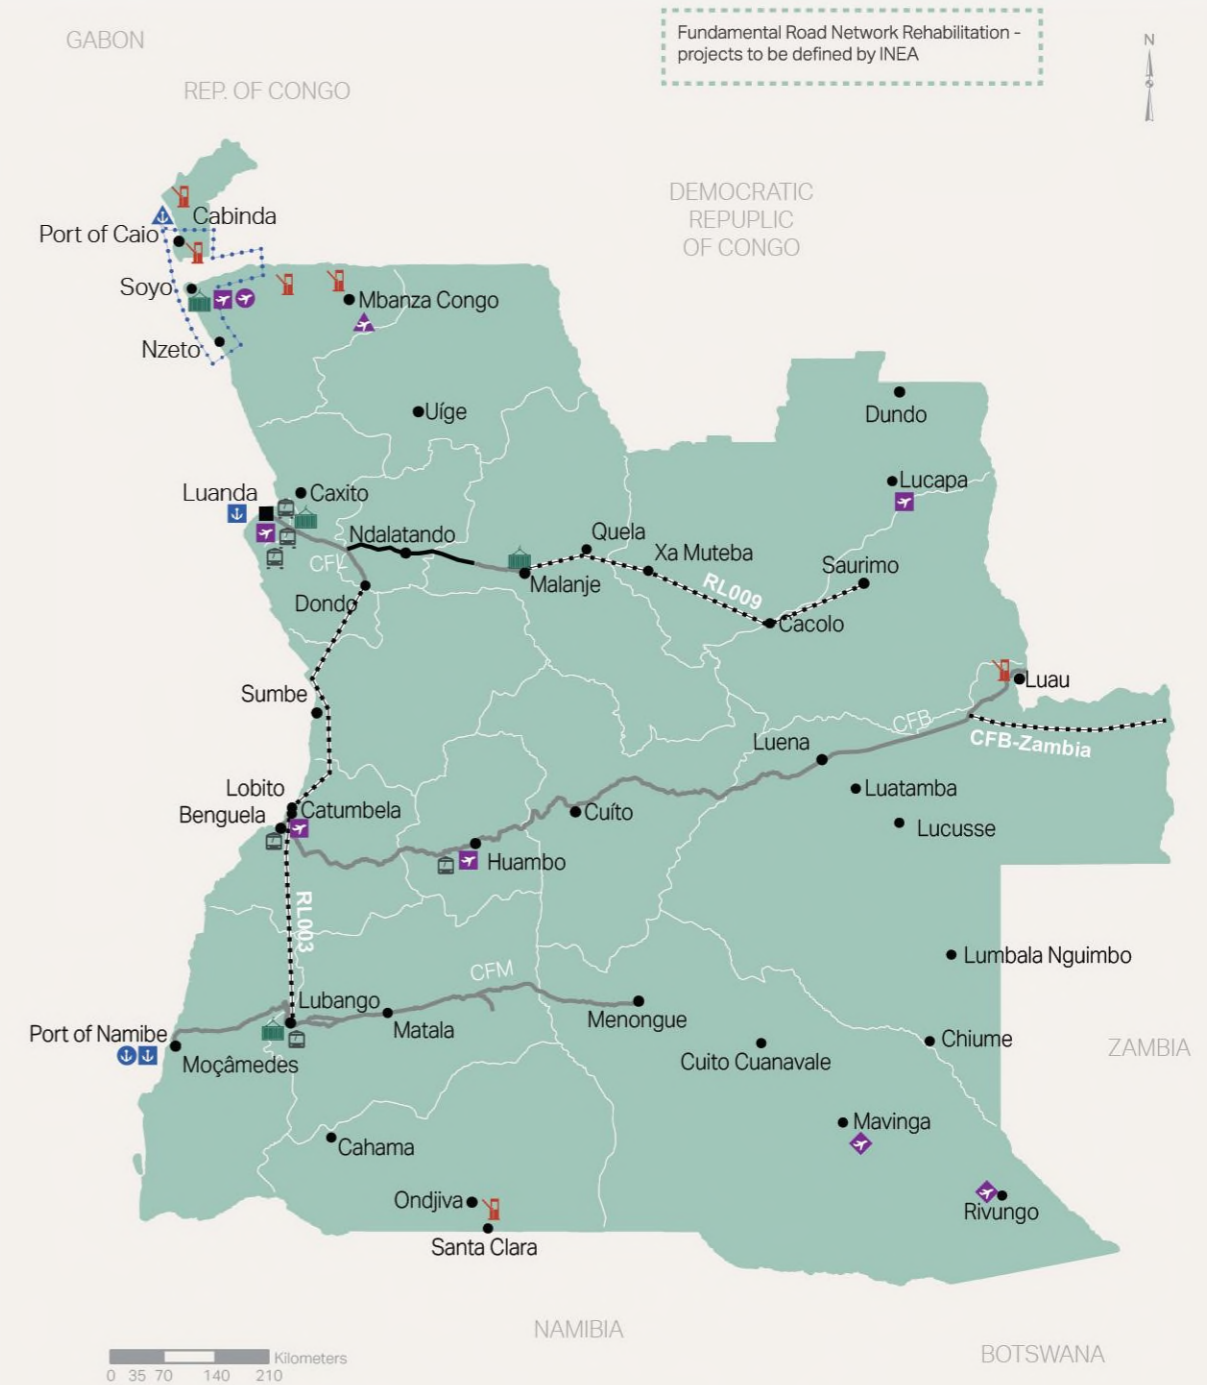 GABON
Fundamental Road Network Rehabilitation -
projects to be defined by INEA
N
REP. OF CONGO
DEMOCRATIC
REPUPLIC
OF CONGO
Cabinda
Port of Caio
Soyo
Mbanza Congo
Nzeto
Uíge
Dundo
Lucapa
Luanda
Caxito
Ndalatando
Quela
Xa Muteba
Saurimo
CFL
Malanje
RL009
Dondo
Cacolo
Luau
Sumbe
CFB
CFB-Zambia
Luena
Lobito
Luatamba
Benguela
Catumbela
Cuíto
Lucusse
Huambo
RL003
Lumbala Nguimbo
CFM
Lubango
Menongue
Port of Namibe
Matala
Chiume
ZAMBIA
Moçâmedes
Cuito Cuanavale
Mavinga
Cahama
Ondjiva
Rivungo
Santa Clara
NAMIBIA
BOTSWANA
Kilometers
0 35 70 140 210